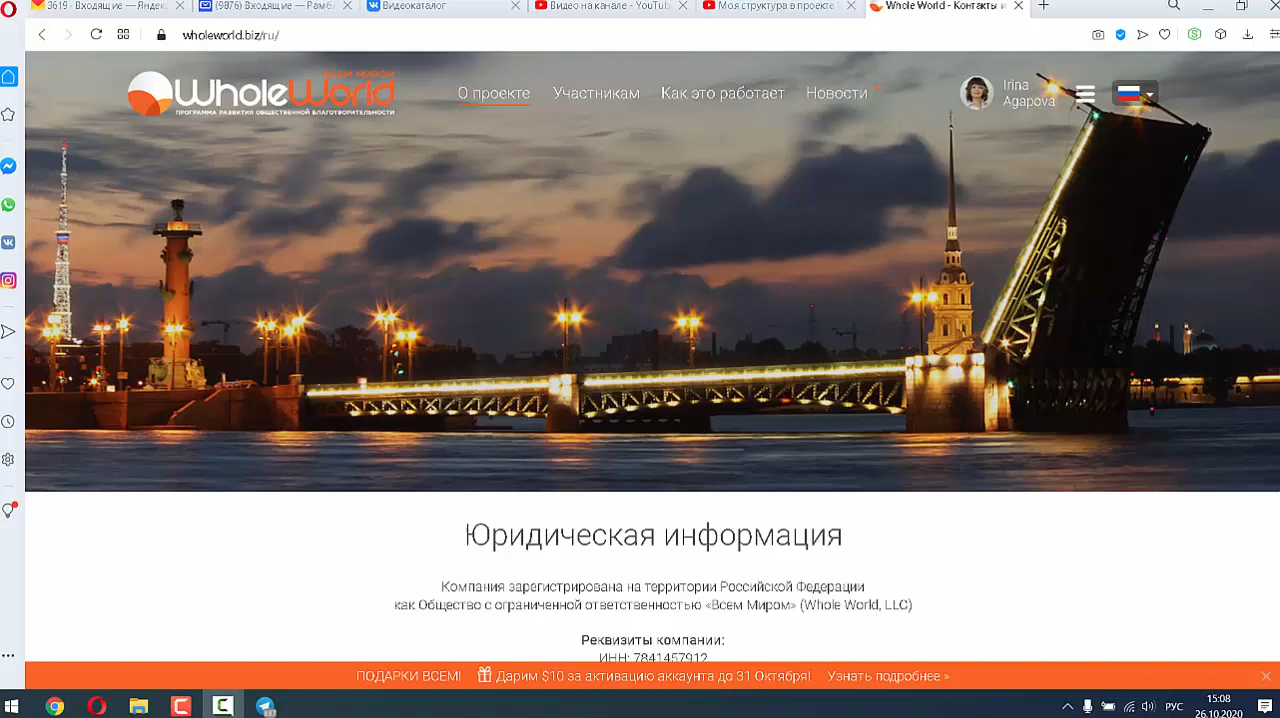 3619 - Входящие — Яндекс
(9876) Входящие — Рамбл
Видеокаталог
Видео на канале - YouTub
Моя структура в проекте
Whole World - Контакты и
wholeworld.biz/ru/
ВСЕМ МИРОМ
WholeWorld
ПРОГРАММА РАЗВИТИЯ ОБЩЕСТВЕННОЙ БЛАГОТВОРИТЕЛЬНОСТИ
О проекте
Участникам
Как это работает
Новости
Irina
Agapova
Юридическая информация
Компания зарегистрирована на территории Российской Федерации
как Общество с ограниченной ответственностью «Всем Миром» (Whole World, LLC)
Реквизиты компании:
ИНН: 7841457912
ПОДАРКИ ВСЕМ! Дарим $10 за активацию аккаунта до 31 Октября! Узнать подробнее »
РУС
15:08
26.10.2020